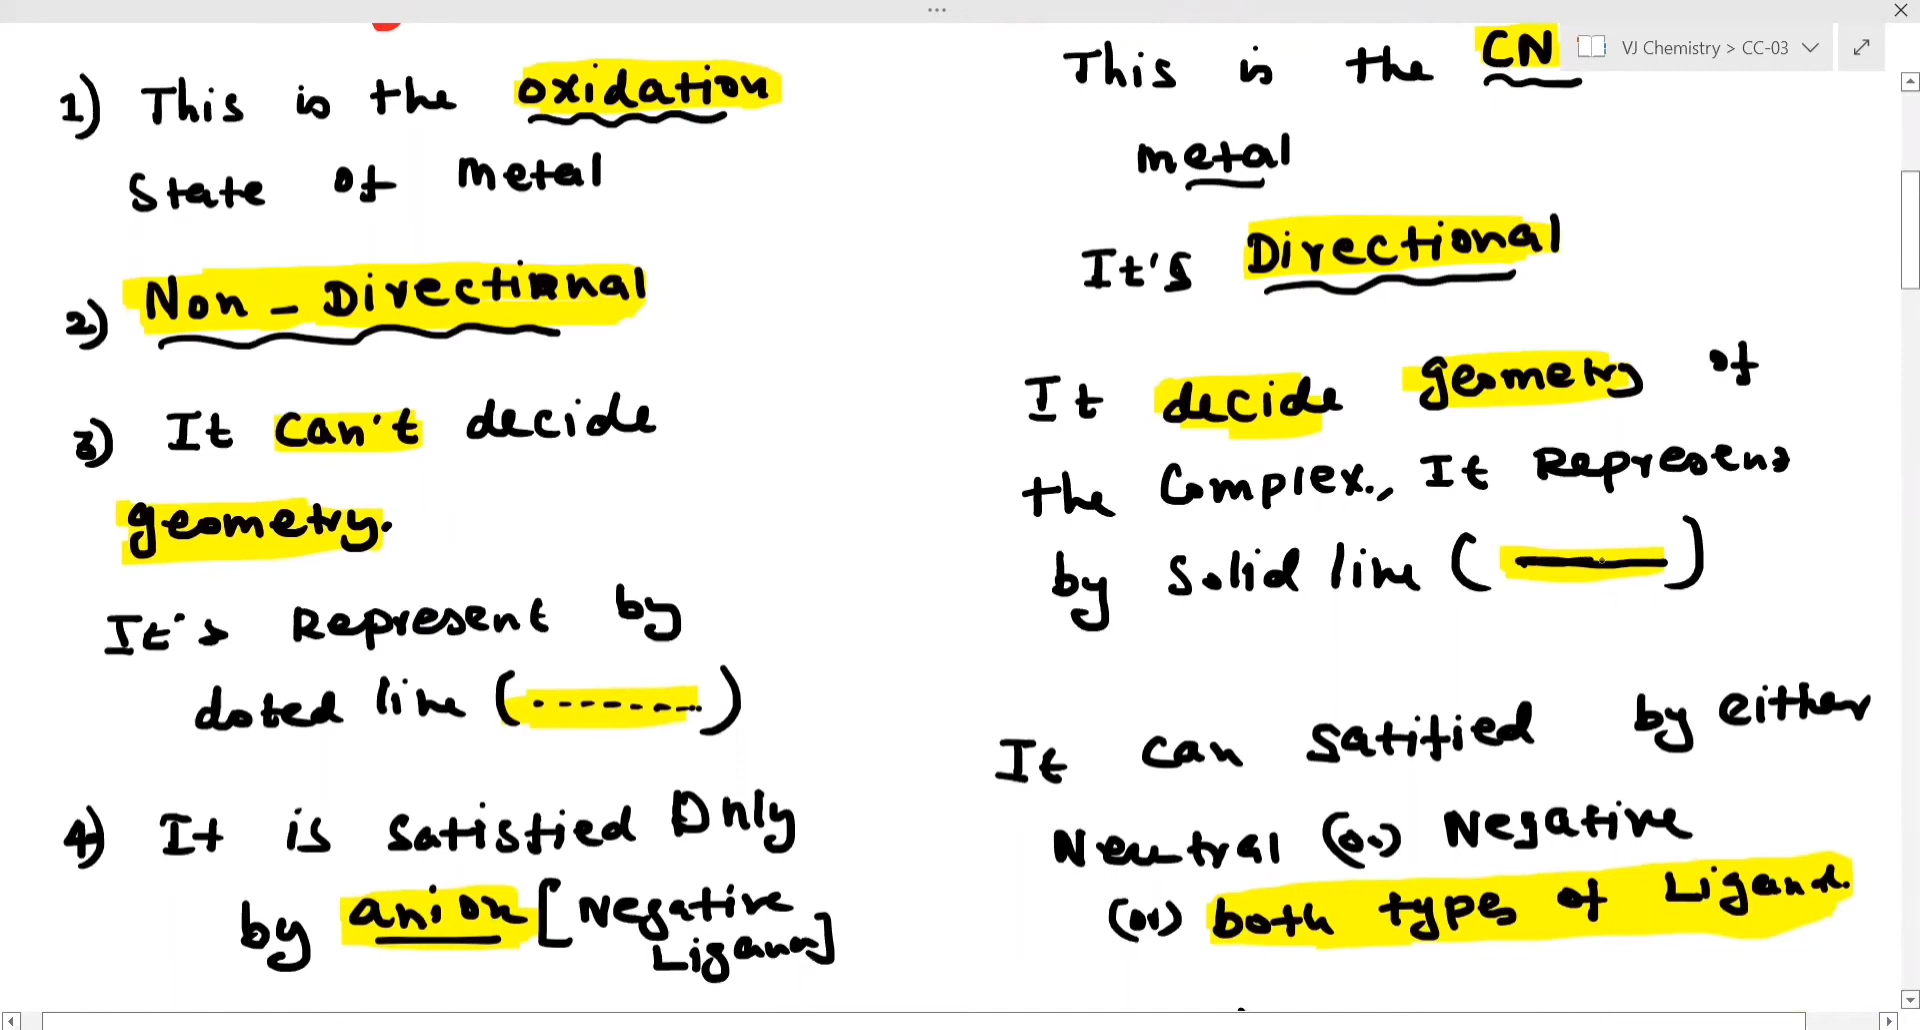 VJ Chemistry > CC-03
1) This is the oxidation
State of metal
2) Non-Directional
3) It can't decide
geometry.
It's Represent by
doted line (--------)
4) It is Satistied Only
by anion [Negative
Ligand]
This is the CN
metal
It's Directional
It decide geometry of
the Complex., It Represent
by Solid line (——)
It can satified by either
Neutral (or) Negative
(or) both types of Ligand.